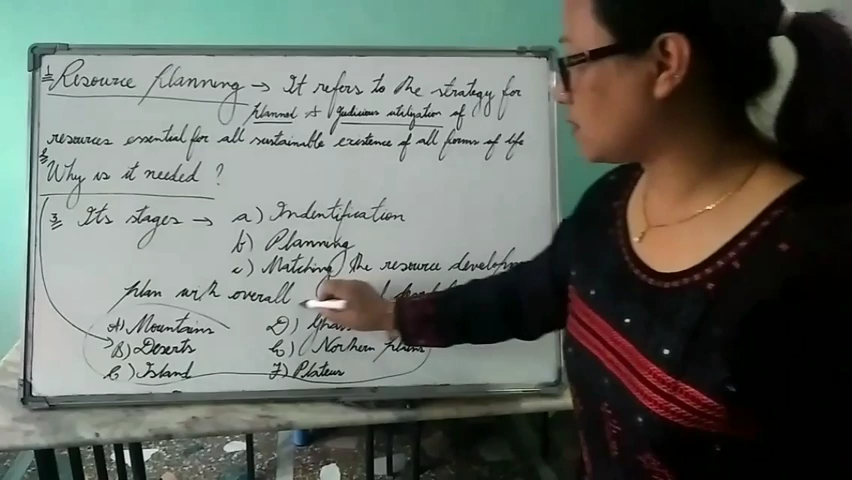 1. Resource planning → It refers to the strategy for
planned & judicious utilization of
resources essential for all sustainable existence of all forms of life
2. Why is it needed ?
3. Its stages → a) Indentification
b) Planning
c) Matching the resource
plan with overall
A) Mountains D)
B) Deserts E) Northern plains
C) Island F) Plateus